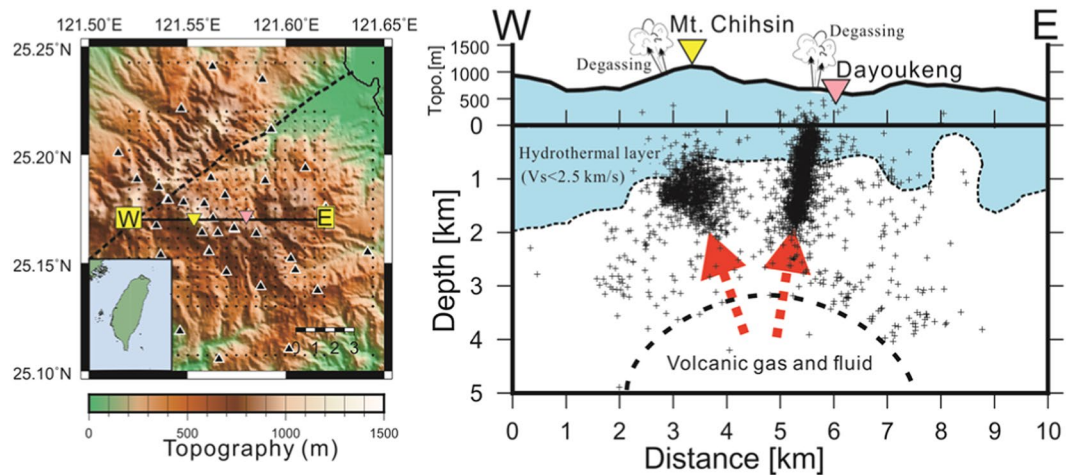 121.50°E 121.55°E 121.60°E 121.65°E
25.25°N
25.20°N
25.15°N
25.10°N
W E
0 1 2 3
0 500 1000 1500
Topography (m)
W E
1500
1000
500
0
Topo.[m]
Degassing
Mt. Chihsin
Degassing
Dayoukeng
Hydrothermal layer
(Vs<2.5 km/s)
1
2
3
4
5
Depth [km]
Volcanic gas and fluid
0 1 2 3 4 5 6 7 8 9 10
Distance [km]